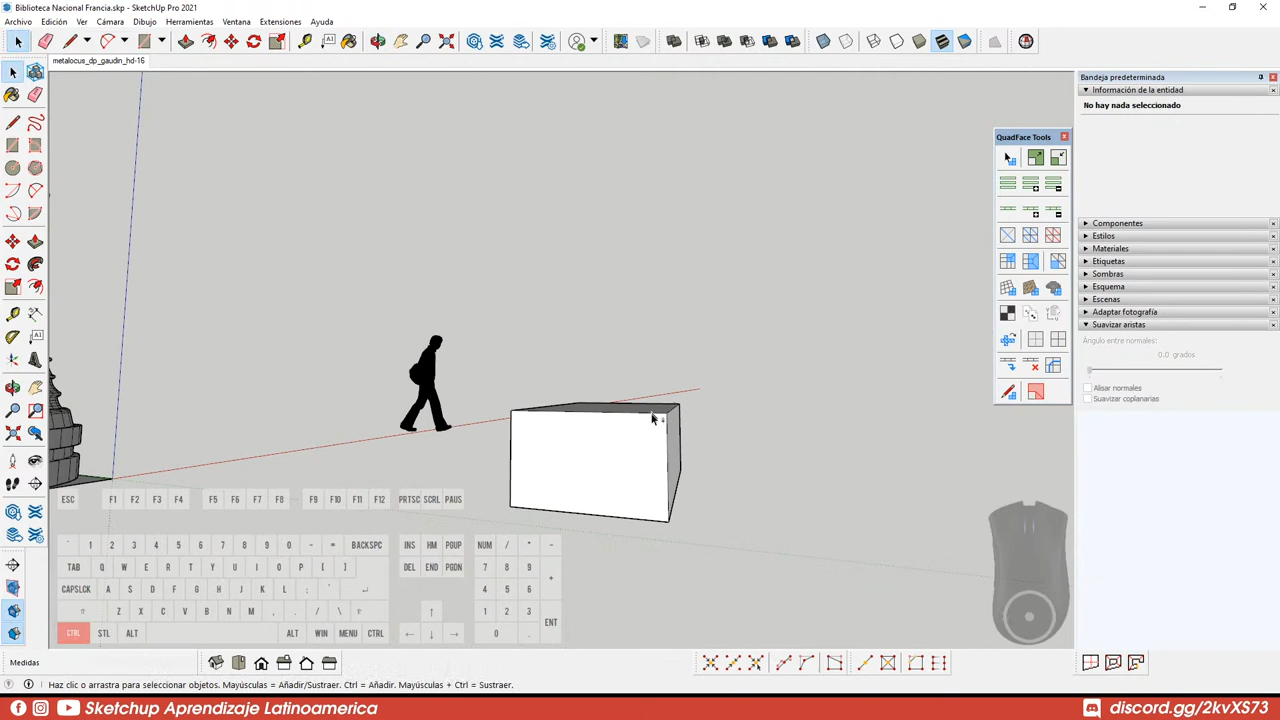 Biblioteca Nacional Francia.skp - SketchUp Pro 2021
Archivo Edición Ver Cámara Dibujo Herramientas Ventana Extensiones Ayuda
metalocus_dp_gaudin_hd-16
Bandeja predeterminada
Información de la entidad
No hay nada seleccionado
QuadFace Tools
Componentes
Estilos
Materiales
Etiquetas
Sombras
Esquema
Escenas
Adaptar fotografía
Suavizar aristas
Ángulo entre normales:
0.0 grados
Alisar normales
Suavizar coplanarias
ESC F1 F2 F3 F4 F5 F6 F7 F8 F9 F10 F11 F12 PRTSC SCRL PAUS
` 1 2 3 4 5 6 7 8 9 0 - = BACKSPC INS HM PGUP NUM / * -
TAB Q W E R T Y U I O P [ ] DEL END PGDN 7 8 9 +
CAPSLCK A S D F G H J K L ; ' ↵ 4 5 6
⇧ \ Z X C V B N M , . / ⇧ ↑ 1 2 3 ENT
CTRL STL ALT ALT WIN MENU CTRL ← ↓ → 0 .
Medidas
Haz clic o arrastra para seleccionar objetos. Mayúsculas = Añadir/Sustraer. Ctrl = Añadir. Mayúsculas + Ctrl = Sustraer.
Sketchup Aprendizaje Latinoamerica
discord.gg/2kvXS73